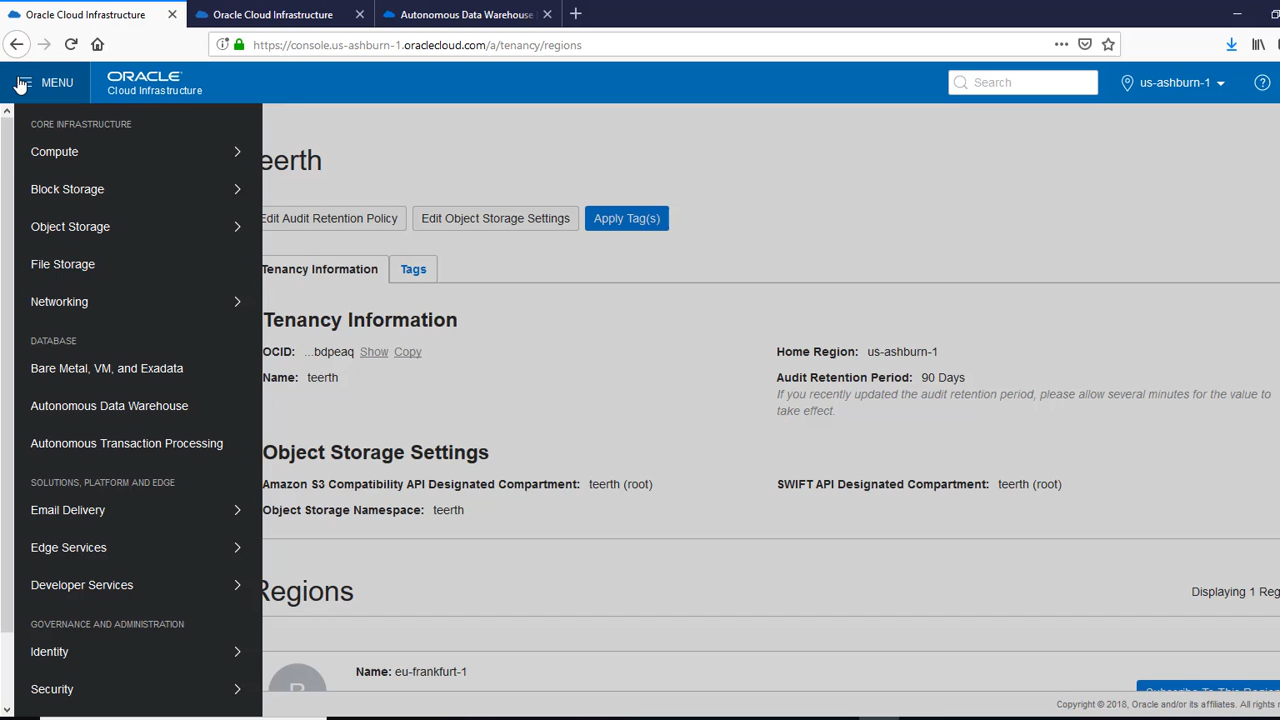 Oracle Cloud Infrastructure
Oracle Cloud Infrastructure
Autonomous Data Warehouse
https://console.us-ashburn-1.oraclecloud.com/a/tenancy/regions
MENU
ORACLE
Cloud Infrastructure
Search
us-ashburn-1
CORE INFRASTRUCTURE
Compute
Block Storage
Object Storage
File Storage
Networking
DATABASE
Bare Metal, VM, and Exadata
Autonomous Data Warehouse
Autonomous Transaction Processing
SOLUTIONS, PLATFORM AND EDGE
Email Delivery
Edge Services
Developer Services
GOVERNANCE AND ADMINISTRATION
Identity
Security
eerth
Edit Audit Retention Policy
Edit Object Storage Settings
Apply Tag(s)
Tenancy Information
Tags
Tenancy Information
OCID: ...bdpeaq Show Copy
Name: teerth
Home Region: us-ashburn-1
Audit Retention Period: 90 Days
If you recently updated the audit retention period, please allow several minutes for the value to
take effect.
Object Storage Settings
Amazon S3 Compatibility API Designated Compartment: teerth (root)
SWIFT API Designated Compartment: teerth (root)
Object Storage Namespace: teerth
Regions
Displaying 1 Reg
Name: eu-frankfurt-1
Subscribe To This Region
Copyright © 2018, Oracle and/or its affiliates. All rights